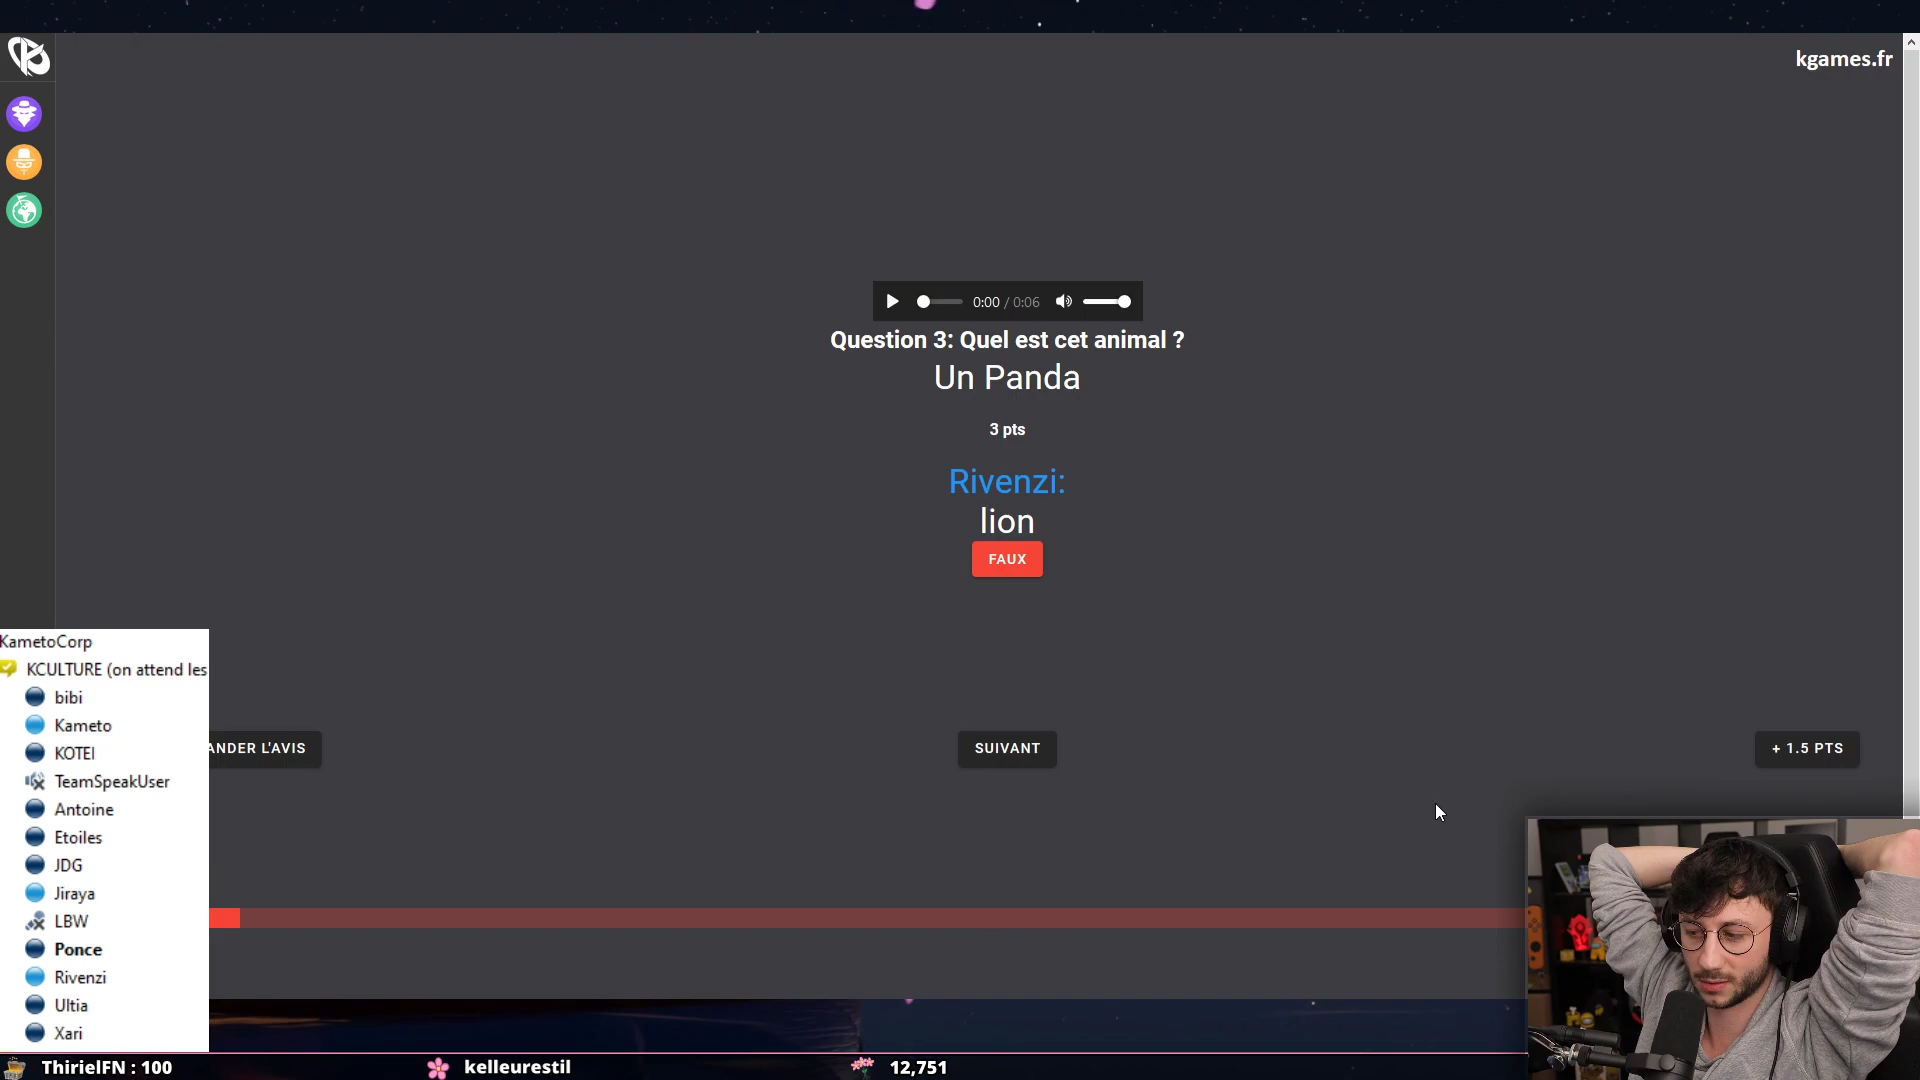 kgames.fr
0:00 / 0:06
Question 3: Quel est cet animal ?
Un Panda
3 pts
Rivenzi:
lion
FAUX
KametoCorp
KCULTURE (on attend les
bibi
Kameto
KOTEI
TeamSpeakUser
Antoine
Etoiles
JDG
Jiraya
LBW
Ponce
Rivenzi
Ultia
Xari
ANDER L'AVIS
SUIVANT
+ 1.5 PTS
ThirielFN : 100
kelleurestil
12,751